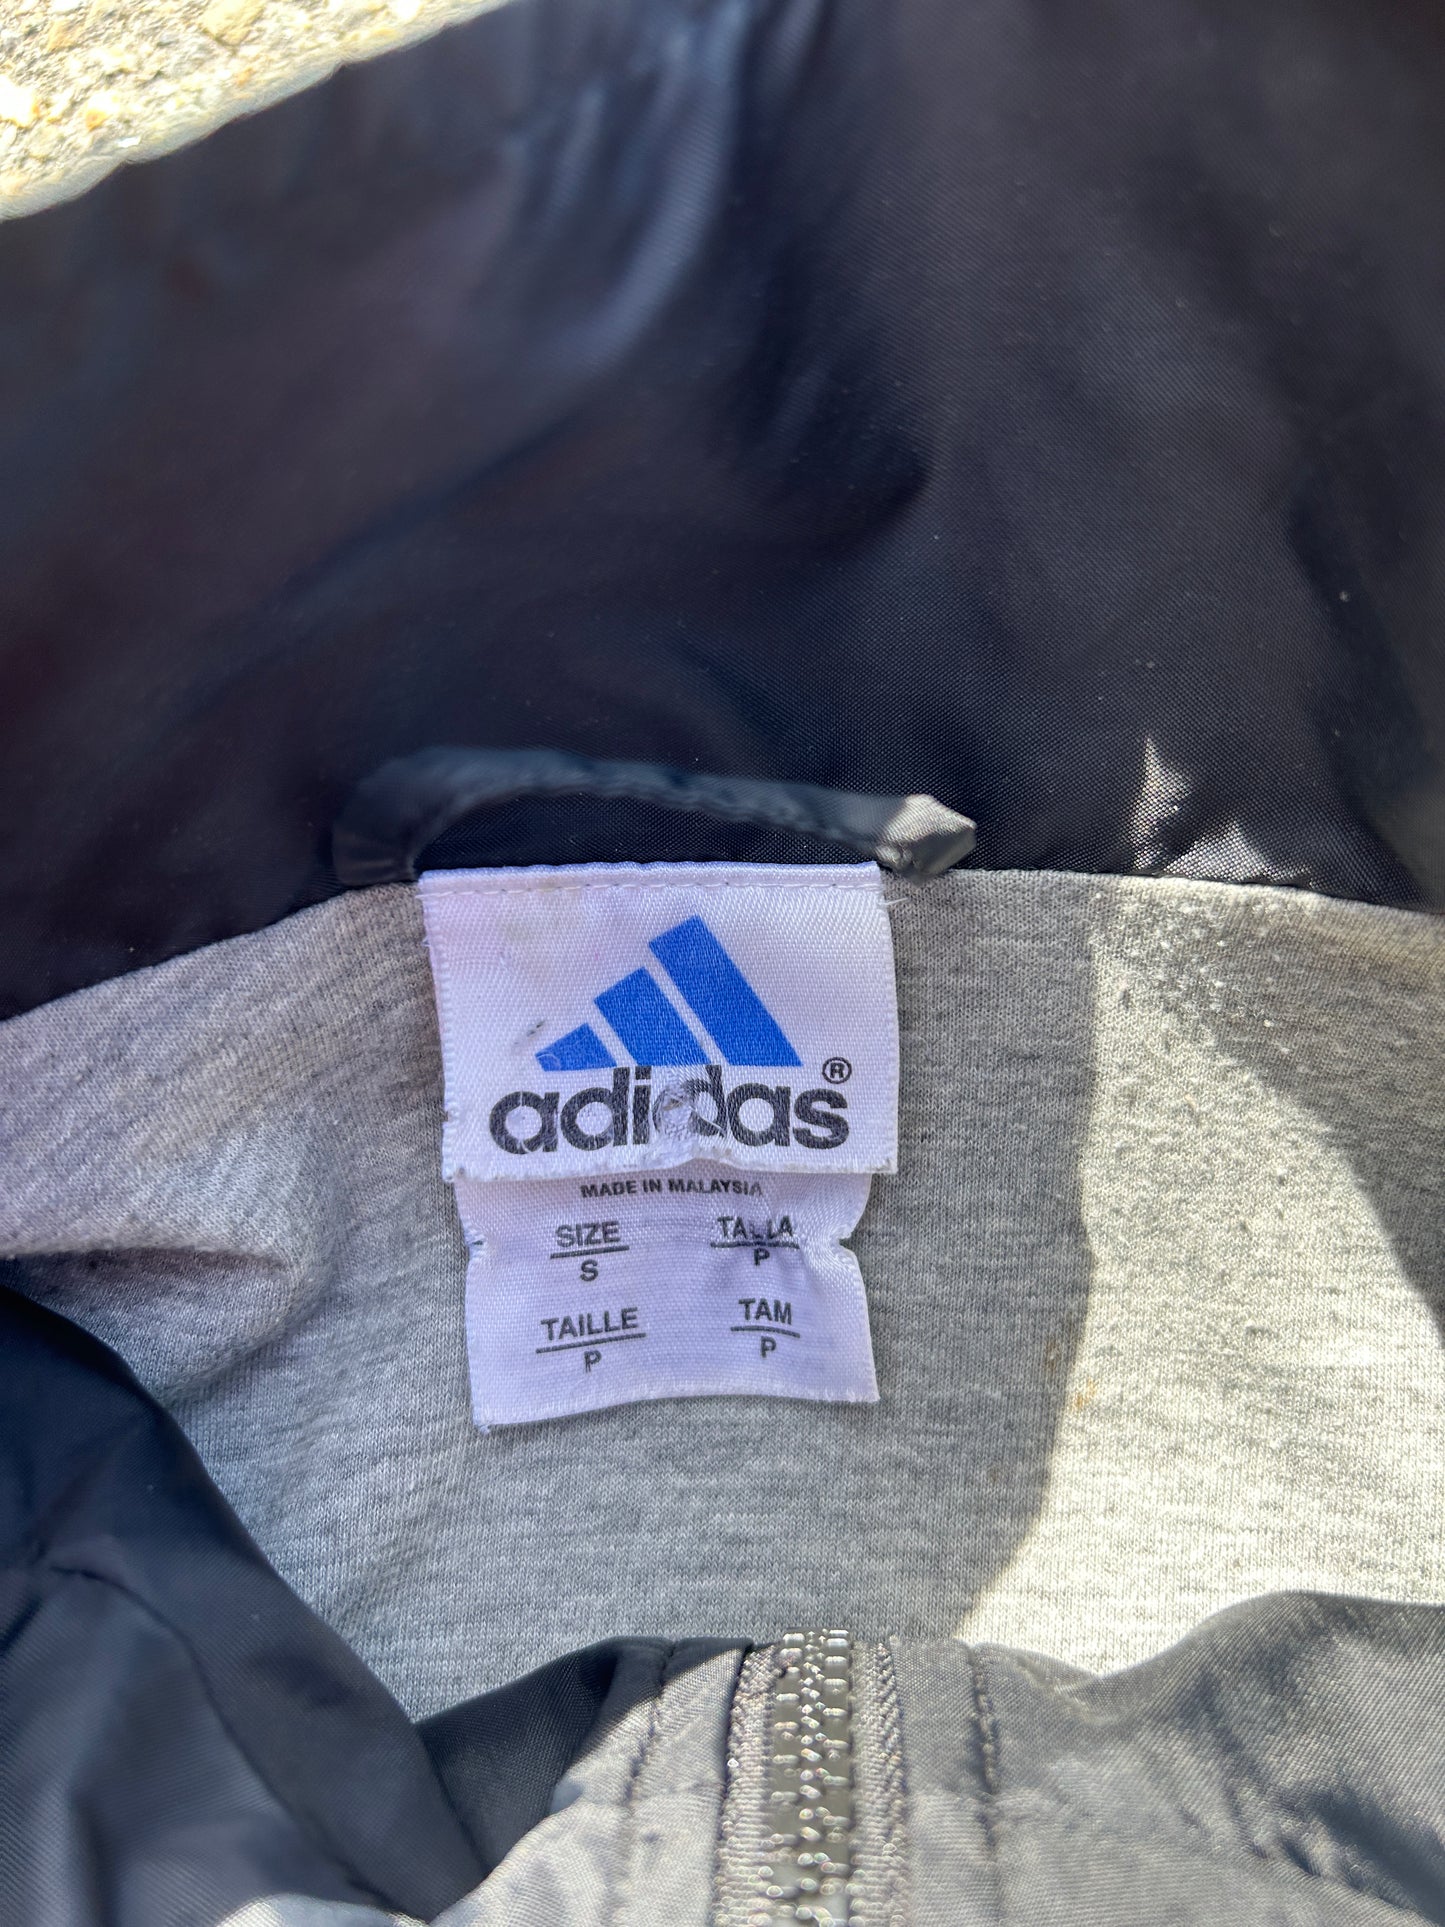 adidas®
MADE IN MALAYSIA
SIZE TALLA
S P
TAILLE TAM
P P